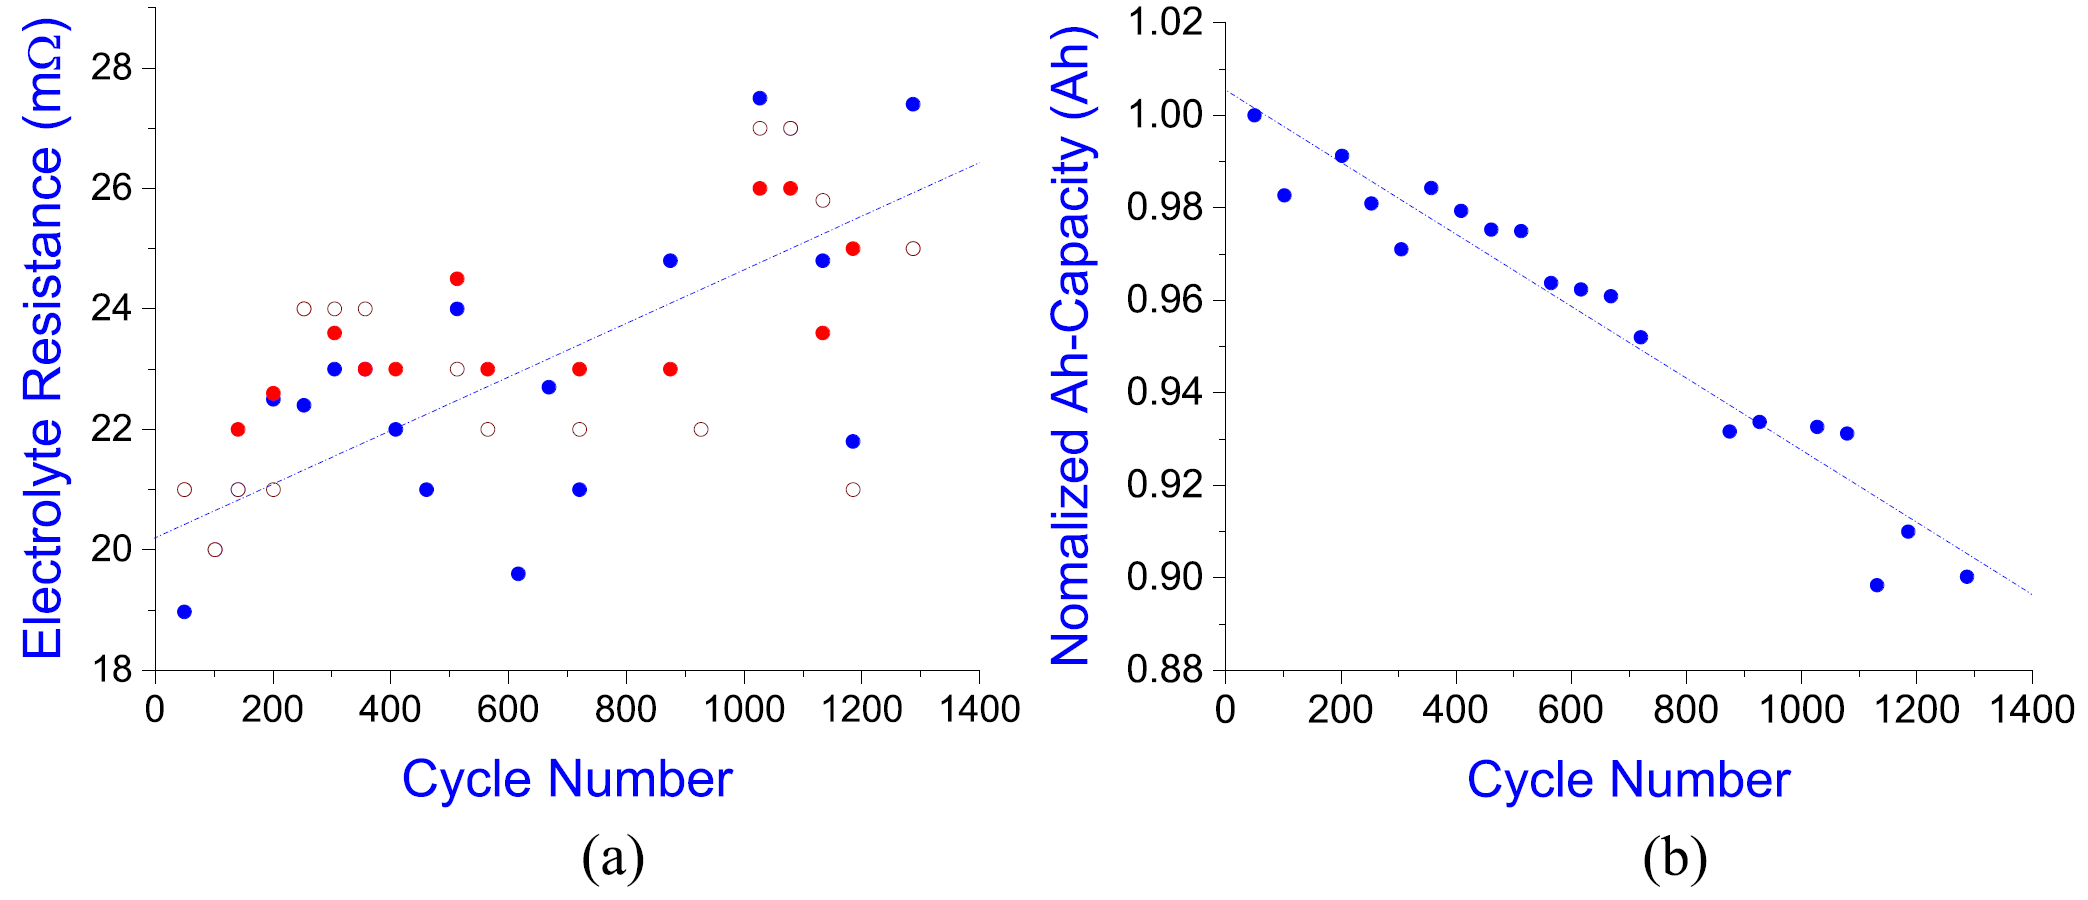 Electrolyte Resistance (mΩ)
28
26
24
22
20
18
0 200 400 600 800 1000 1200 1400
Cycle Number
(a)
Nomalized Ah-Capacity (Ah)
1.02
1.00
0.98
0.96
0.94
0.92
0.90
0.88
0 200 400 600 800 1000 1200 1400
Cycle Number
(b)